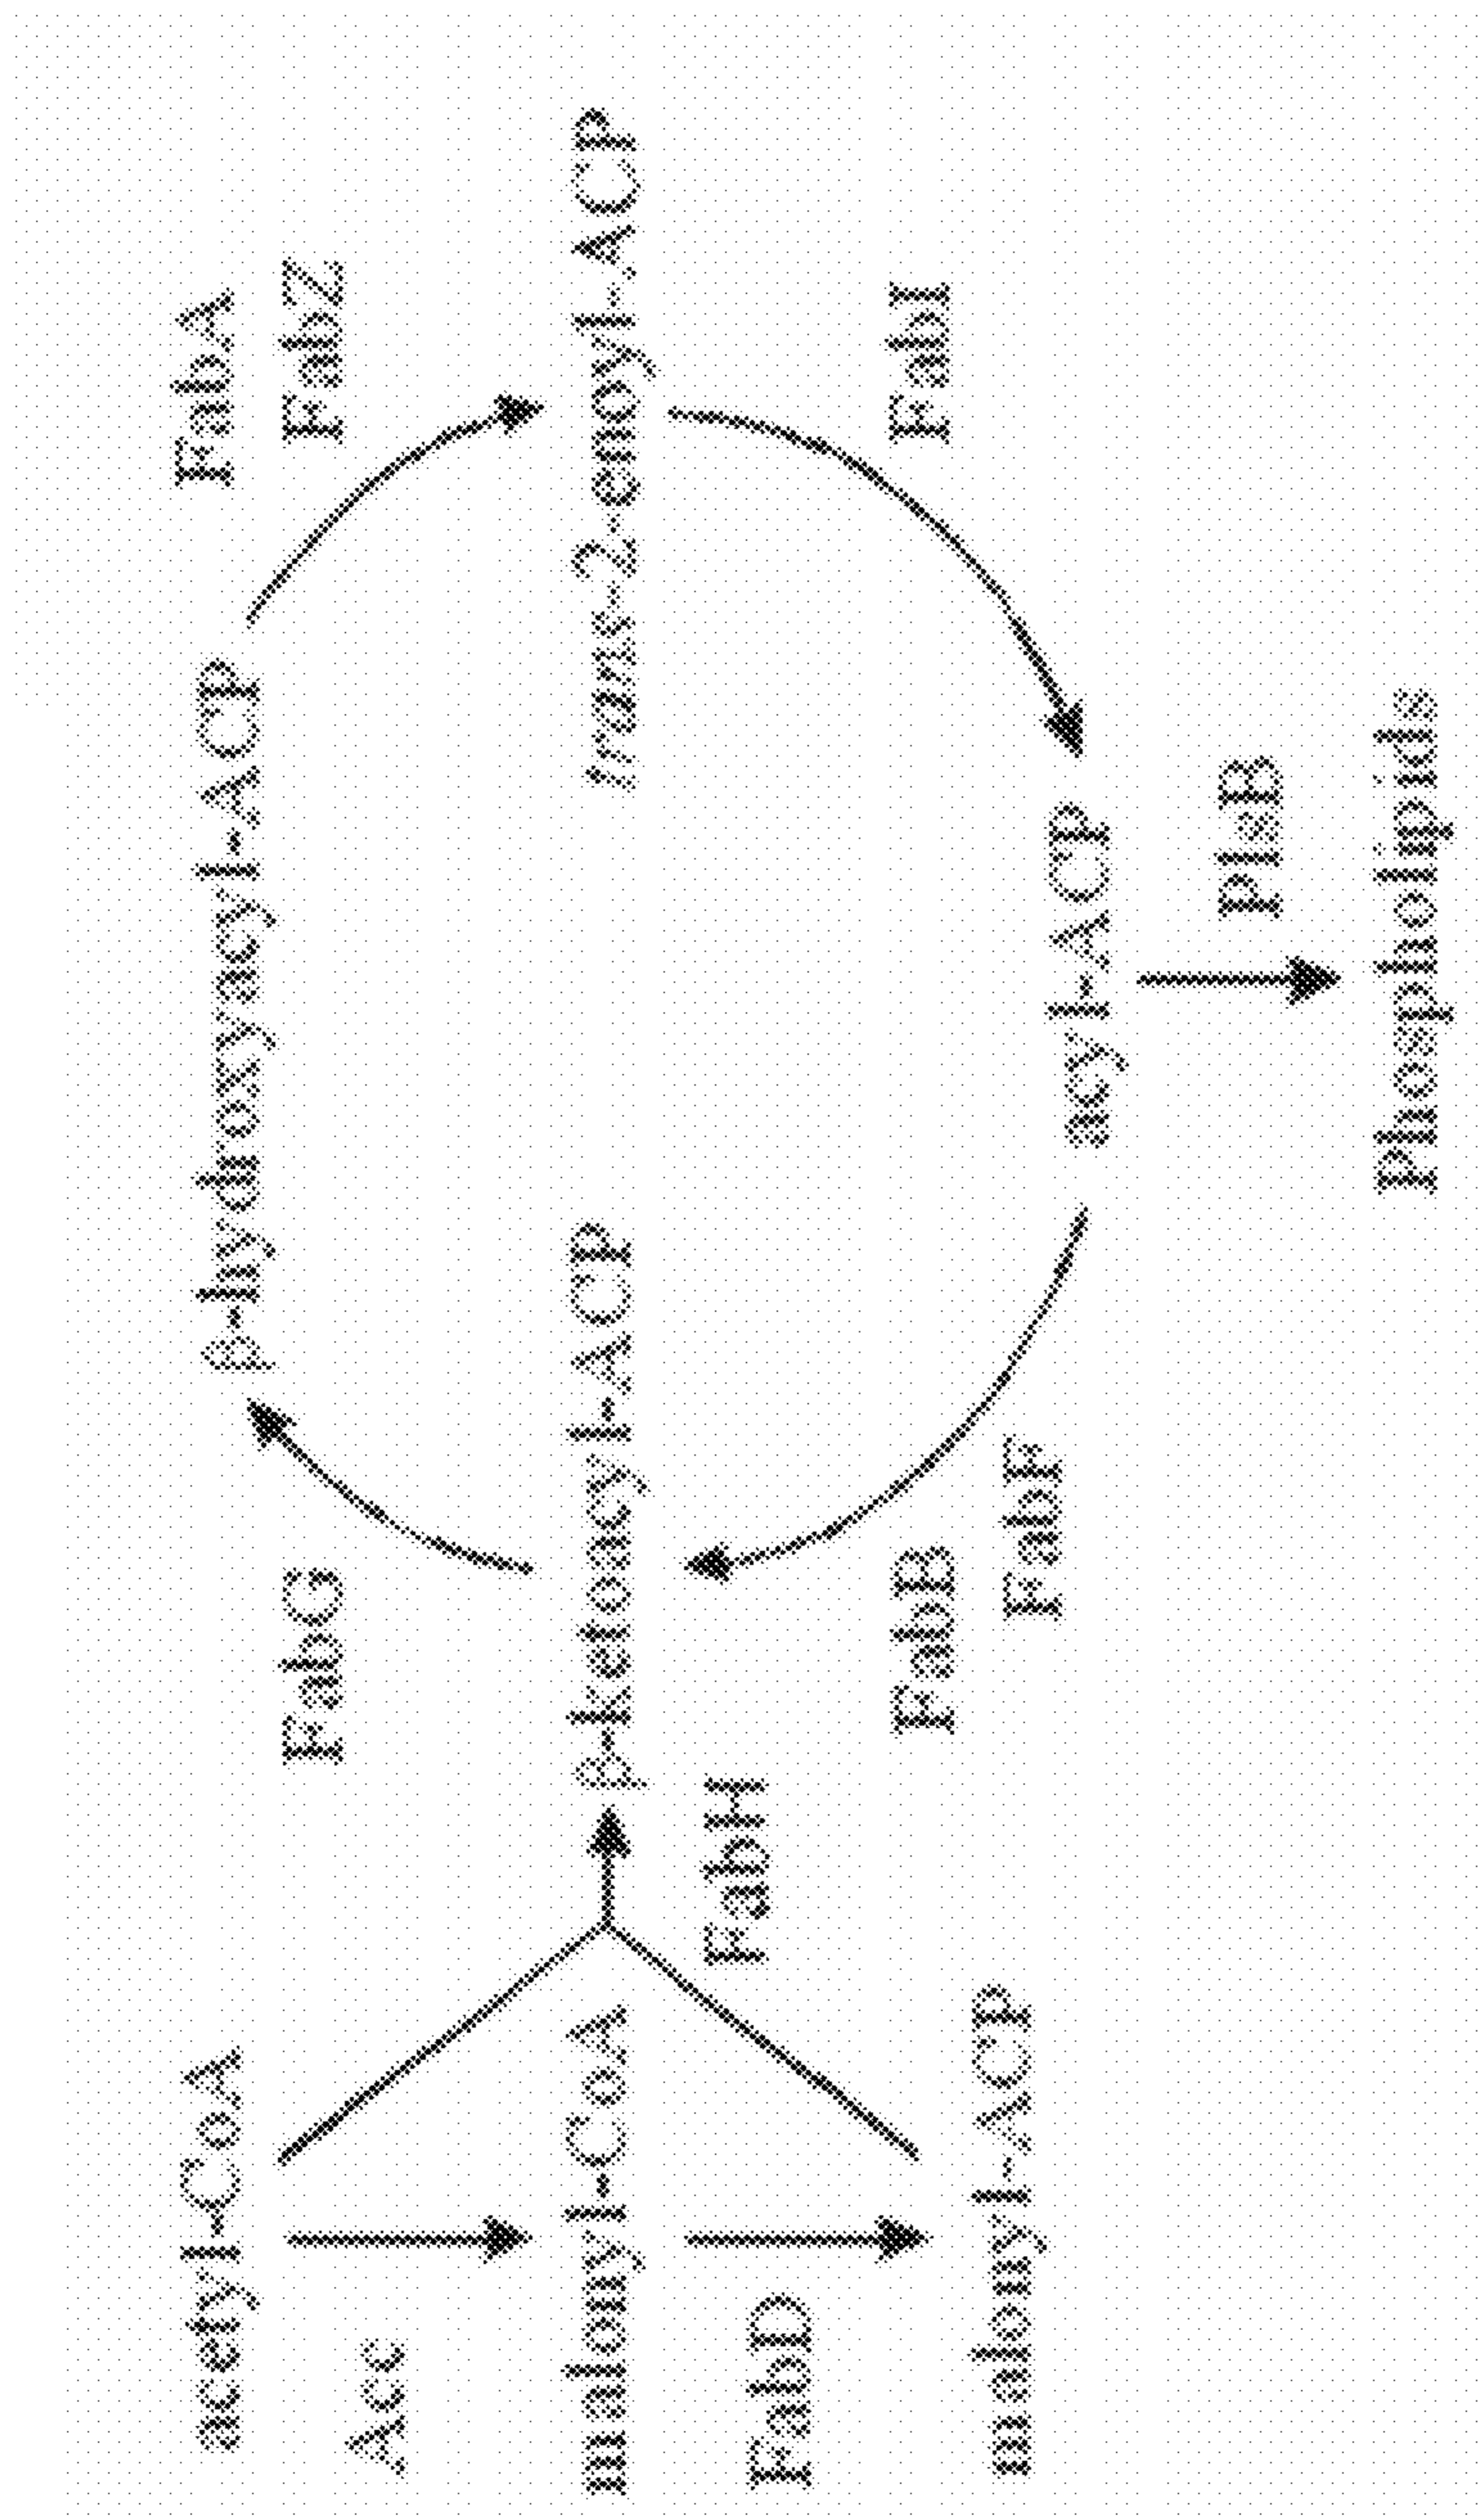 FabA
acetyl-CoA
β-hydroxyacyl-ACP
FabG
FabZ
Acc
malonyl-CoA
β-ketoacyl-ACP
trans-2-enoyl-ACP
FabH
FabD
FabB
FabI
malonyl-ACP
FabF
acyl-ACP
PlsB
Phospholipids